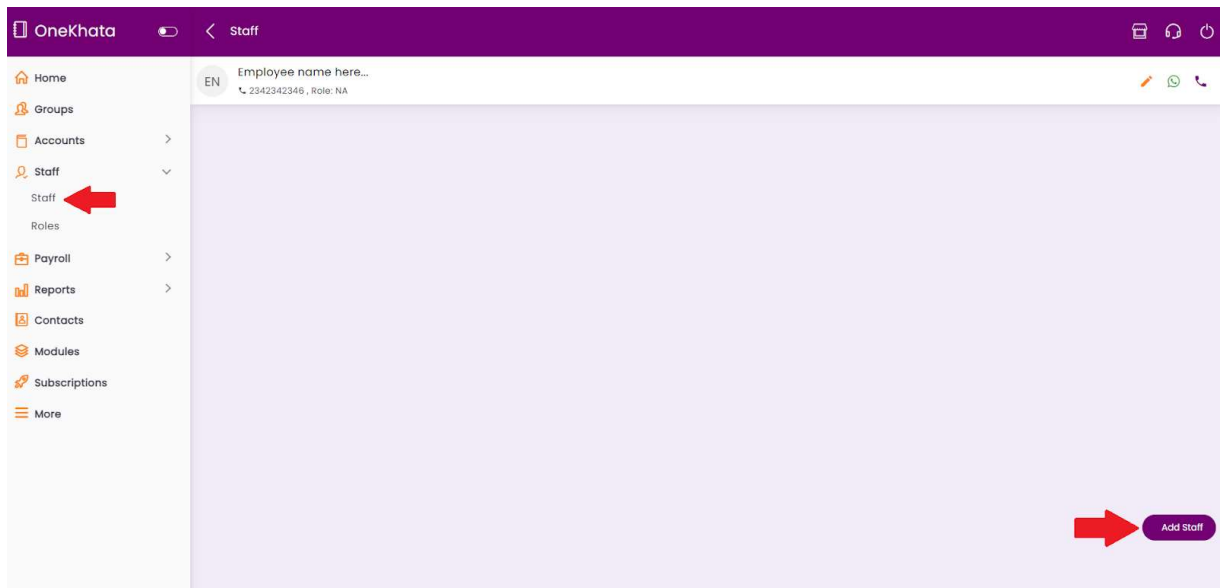 OneKhata
Staff
Home
Groups
Accounts
Staff
Staff
Roles
Payroll
Reports
Contacts
Modules
Subscriptions
More
EN
Employee name here...
2342342346 , Role: NA
Add Staff